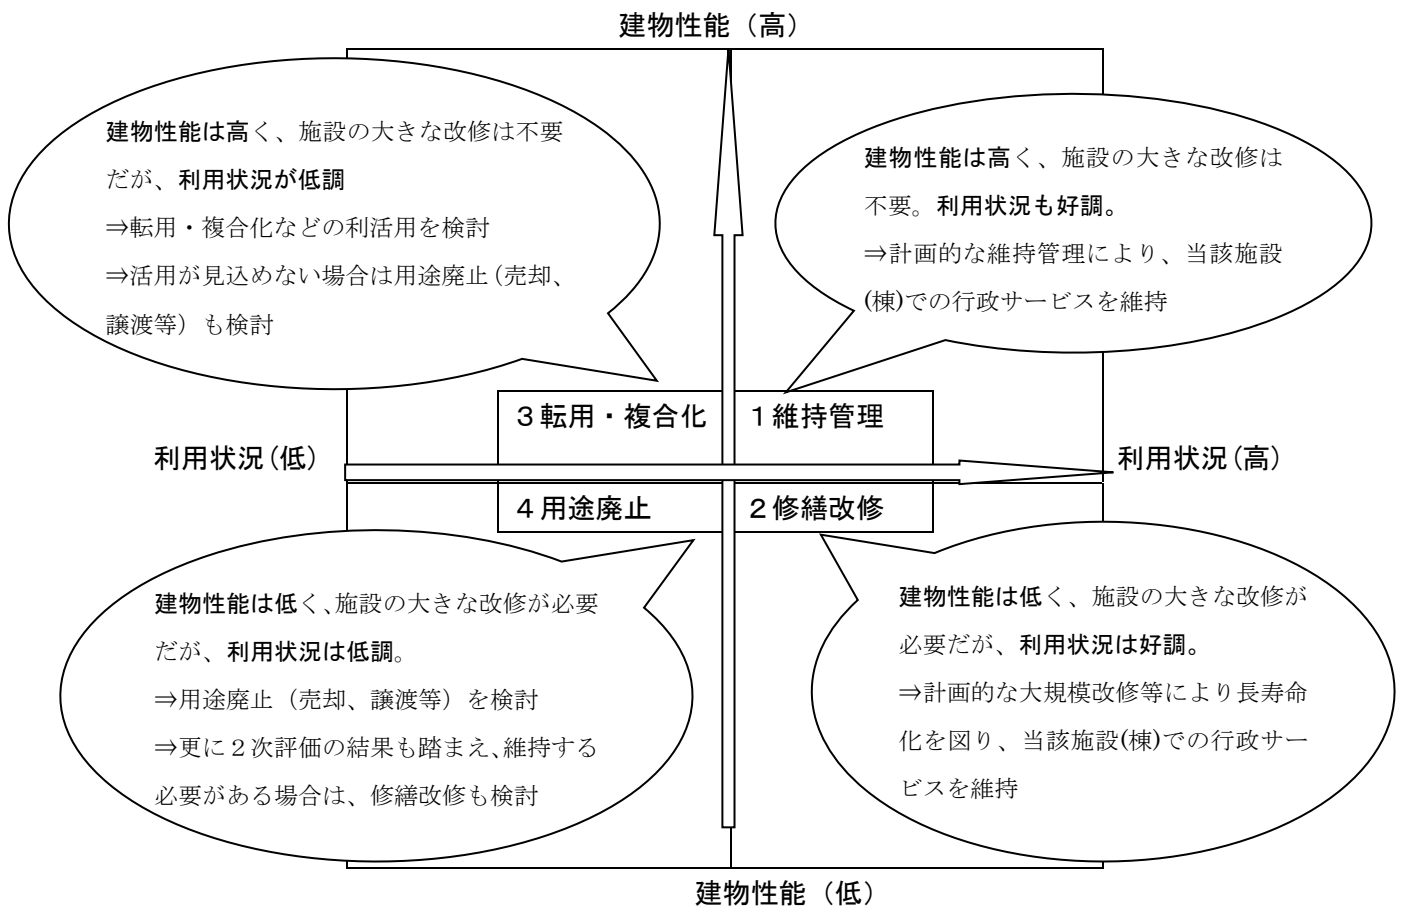 建物性能（高）
建物性能は高く、施設の大きな改修は不要
だが、利用状況が低調
⇒転用・複合化などの利活用を検討
⇒活用が見込めない場合は用途廃止（売却、
譲渡等）も検討
建物性能は高く、施設の大きな改修は
不要。利用状況も好調。
⇒計画的な維持管理により、当該施設
(棟)での行政サービスを維持
３転用・複合化
１維持管理
利用状況（低）
利用状況（高）
４用途廃止
２修繕改修
建物性能は低く、施設の大きな改修が必要
だが、利用状況は低調。
⇒用途廃止（売却、譲渡等）を検討
⇒更に２次評価の結果も踏まえ、維持する
必要がある場合は、修繕改修も検討
建物性能は低く、施設の大きな改修が
必要だが、利用状況は好調。
⇒計画的な大規模改修等により長寿命
化を図り、当該施設(棟)での行政サー
ビスを維持
建物性能（低）